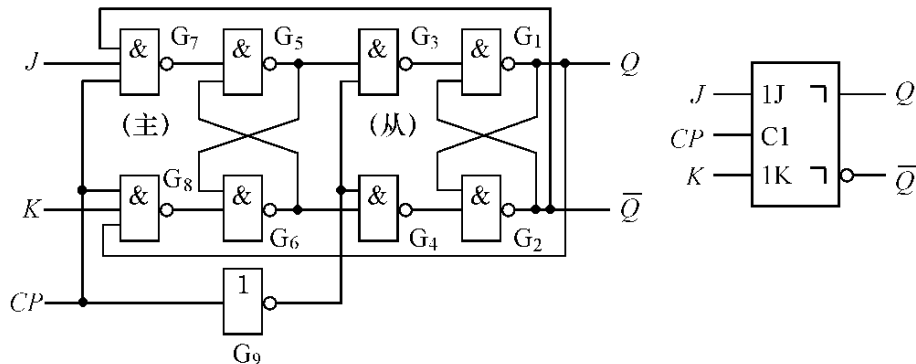 & G₇ & G₅ & G₃ & G₁
J Q
(主) (从)
& G₈ & & & 
K Q̅
G₆ G₄ G₂
CP 1
G₉
J 1J ¬ Q
CP C1
K 1K ¬ Q̅